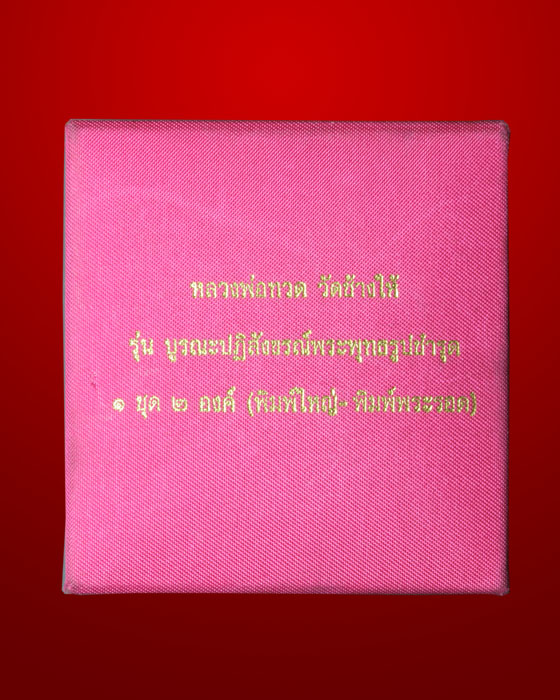 หลวงพ่อทวด วัดช้างให้
รุ่น บูรณะปฏิสังขรณ์พระพุทธรูปชำรุด
๑ ชุด ๒ องค์ (พิมพ์ใหญ่-พิมพ์พระรอด)